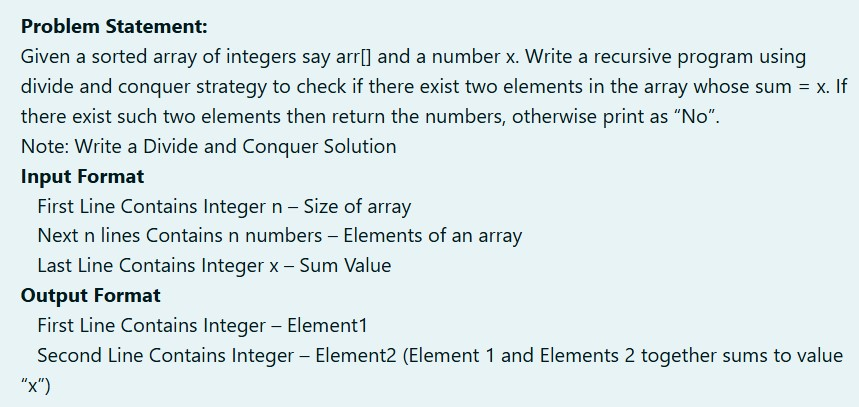 Problem Statement:
Given a sorted array of integers say arr[] and a number x. Write a recursive program using
divide and conquer strategy to check if there exist two elements in the array whose sum = x. If
there exist such two elements then return the numbers, otherwise print as “No”.
Note: Write a Divide and Conquer Solution
Input Format
First Line Contains Integer n – Size of array
Next n lines Contains n numbers – Elements of an array
Last Line Contains Integer x – Sum Value
Output Format
First Line Contains Integer – Element1
Second Line Contains Integer – Element2 (Element 1 and Elements 2 together sums to value
“x”)